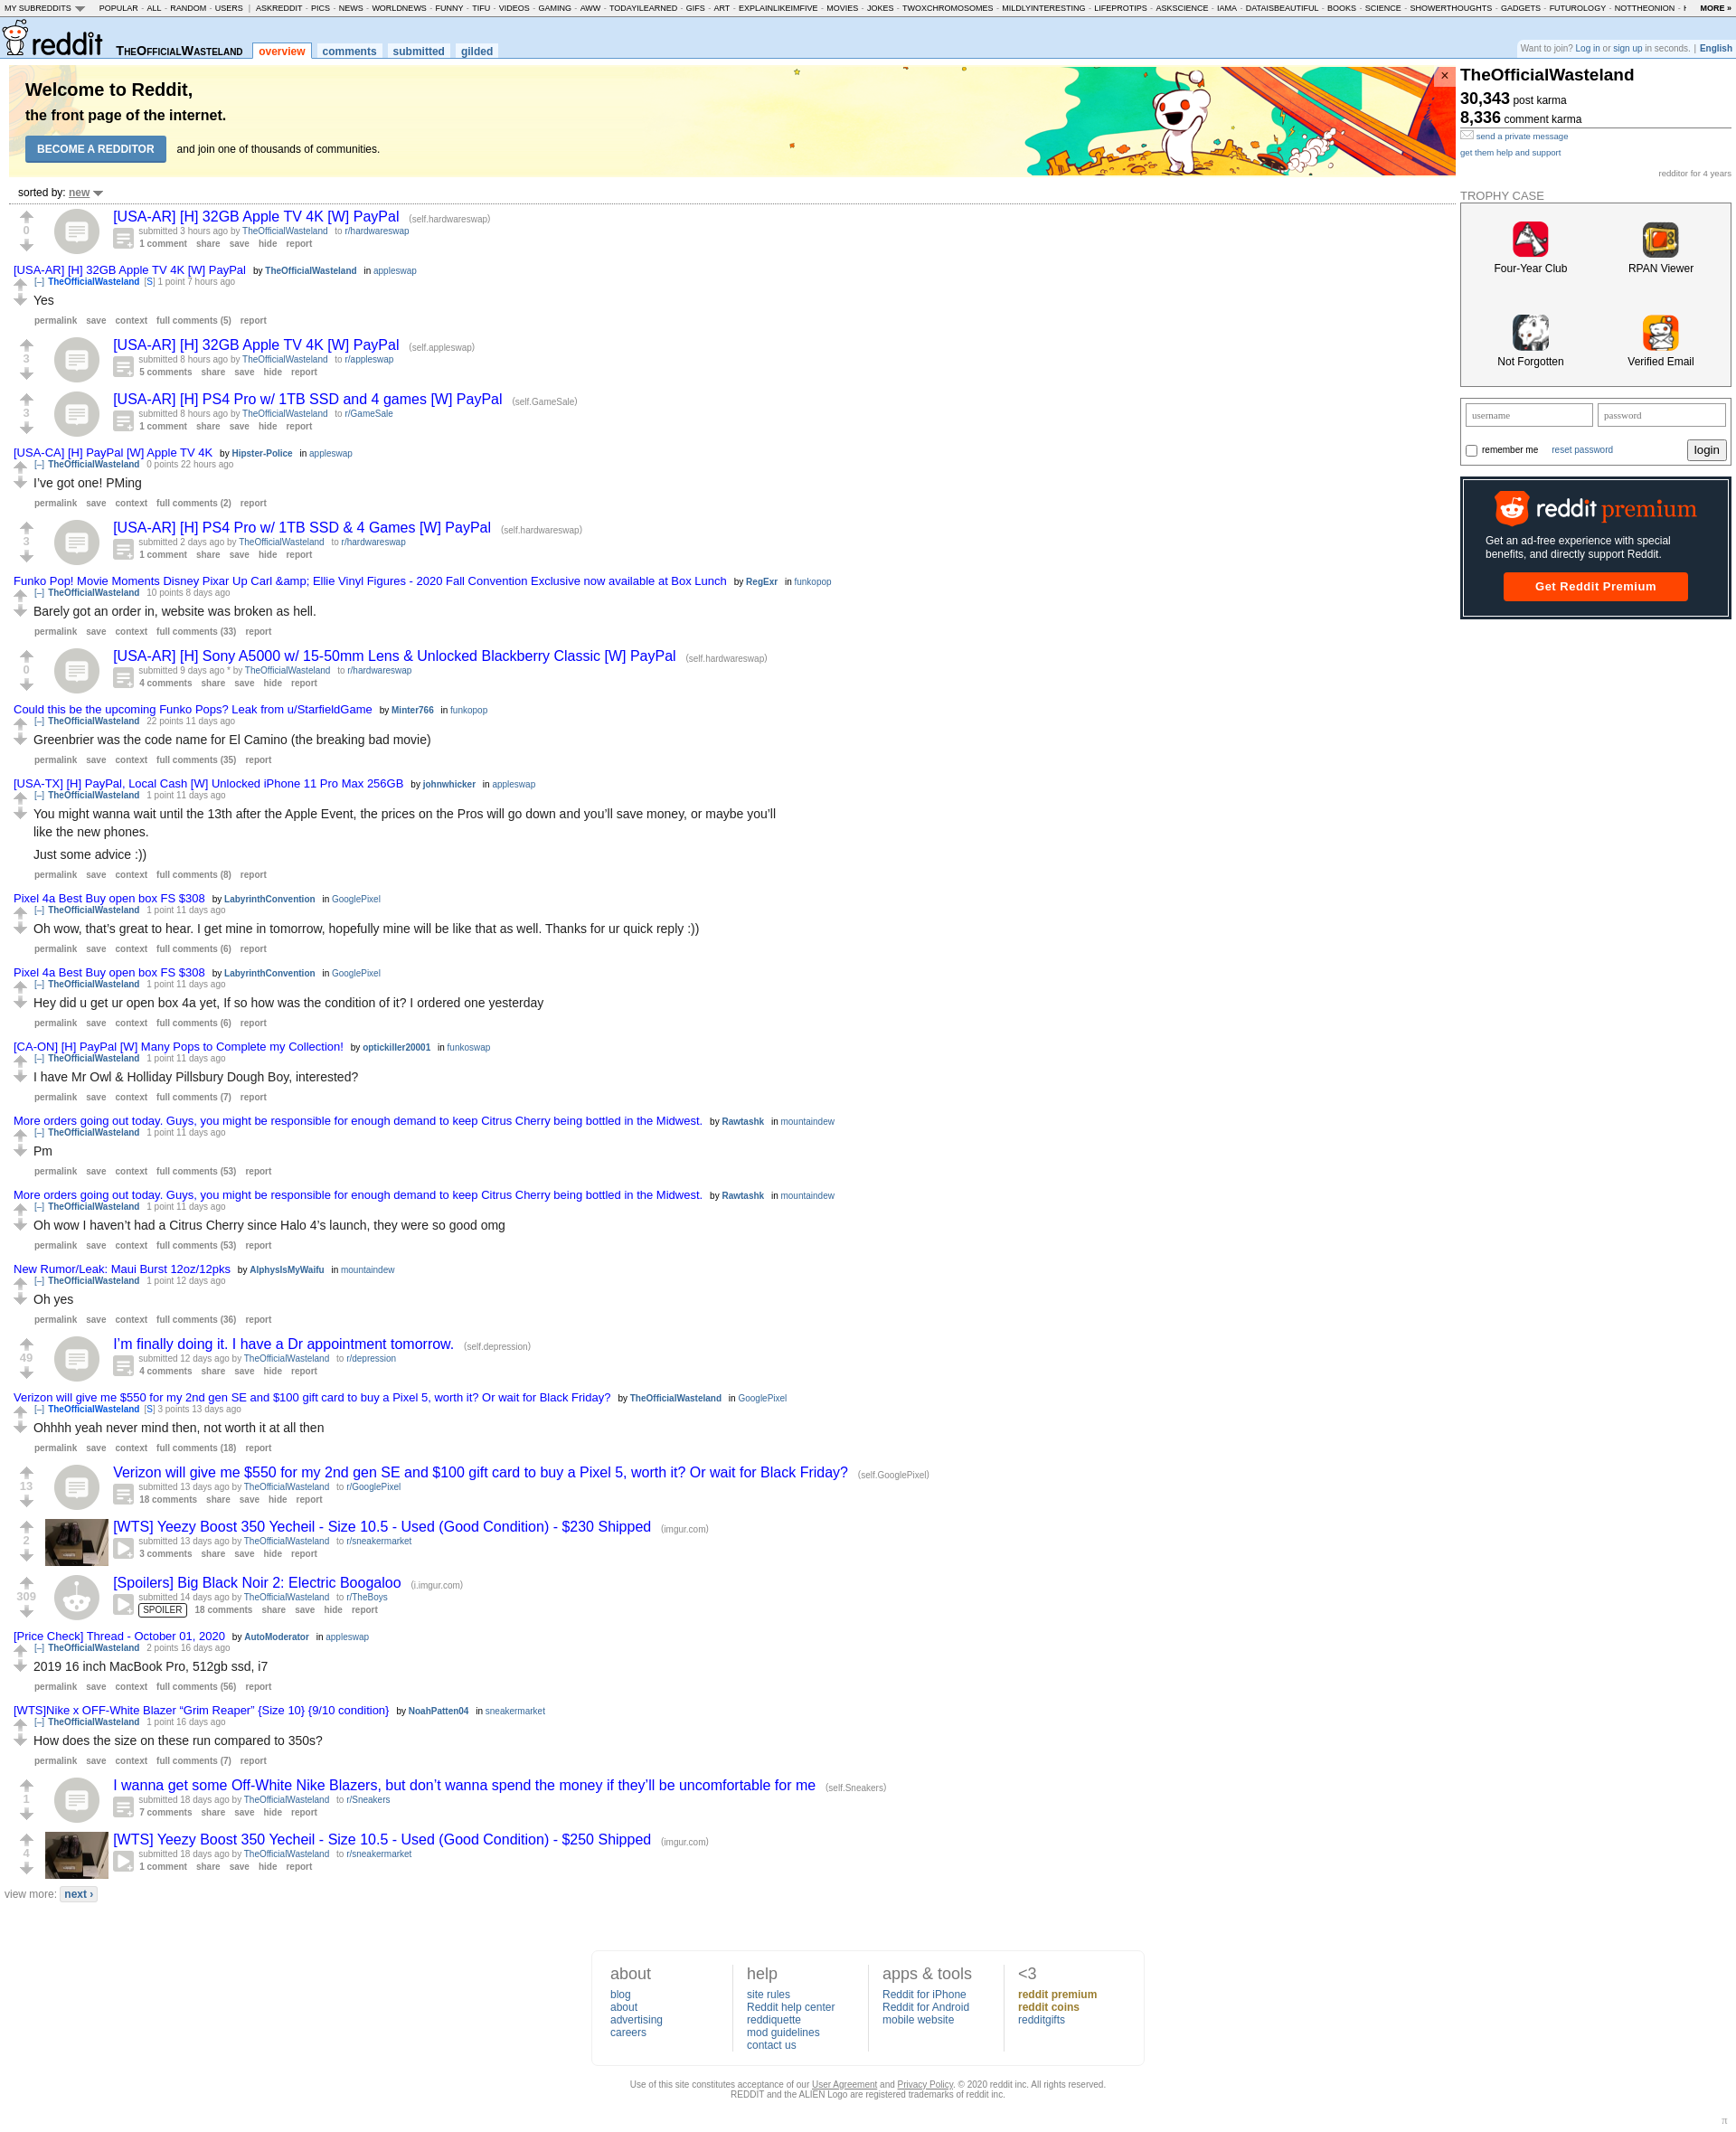 MY SUBREDDITS POPULAR - ALL - RANDOM - USERS | ASKREDDIT - PICS - NEWS - WORLDNEWS - FUNNY - TIFU - VIDEOS - GAMING - AWW - TODAYILEARNED - GIFS - ART - EXPLAINLIKEIMFIVE - MOVIES - JOKES - TWOXCHROMOSOMES - MILDLYINTERESTING - LIFEPROTIPS - ASKSCIENCE - IAMA - DATAISBEAUTIFUL - BOOKS - SCIENCE - SHOWERTHOUGHTS - GADGETS - FUTUROLOGY - NOTTHEONION - MORE »
reddit TheOfficialWasteland overview comments submitted gilded
Want to join? Log in or sign up in seconds. | English
Welcome to Reddit,
the front page of the internet.
BECOME A REDDITOR and join one of thousands of communities.
×
sorted by: new
[USA-AR] [H] 32GB Apple TV 4K [W] PayPal (self.hardwareswap)
0
submitted 3 hours ago by TheOfficialWasteland to r/hardwareswap
1 comment share save hide report
[USA-AR] [H] 32GB Apple TV 4K [W] PayPal by TheOfficialWasteland in appleswap
[–] TheOfficialWasteland [S] 1 point 7 hours ago
Yes
permalink save context full comments (5) report
[USA-AR] [H] 32GB Apple TV 4K [W] PayPal (self.appleswap)
3
submitted 8 hours ago by TheOfficialWasteland to r/appleswap
5 comments share save hide report
[USA-AR] [H] PS4 Pro w/ 1TB SSD and 4 games [W] PayPal (self.GameSale)
3
submitted 8 hours ago by TheOfficialWasteland to r/GameSale
1 comment share save hide report
[USA-CA] [H] PayPal [W] Apple TV 4K by Hipster-Police in appleswap
[–] TheOfficialWasteland 0 points 22 hours ago
I’ve got one! PMing
permalink save context full comments (2) report
[USA-AR] [H] PS4 Pro w/ 1TB SSD & 4 Games [W] PayPal (self.hardwareswap)
3
submitted 2 days ago by TheOfficialWasteland to r/hardwareswap
1 comment share save hide report
Funko Pop! Movie Moments Disney Pixar Up Carl &amp; Ellie Vinyl Figures - 2020 Fall Convention Exclusive now available at Box Lunch by RegExr in funkopop
[–] TheOfficialWasteland 10 points 8 days ago
Barely got an order in, website was broken as hell.
permalink save context full comments (33) report
[USA-AR] [H] Sony A5000 w/ 15-50mm Lens & Unlocked Blackberry Classic [W] PayPal (self.hardwareswap)
0
submitted 9 days ago * by TheOfficialWasteland to r/hardwareswap
4 comments share save hide report
Could this be the upcoming Funko Pops? Leak from u/StarfieldGame by Minter766 in funkopop
[–] TheOfficialWasteland 22 points 11 days ago
Greenbrier was the code name for El Camino (the breaking bad movie)
permalink save context full comments (35) report
[USA-TX] [H] PayPal, Local Cash [W] Unlocked iPhone 11 Pro Max 256GB by johnwhicker in appleswap
[–] TheOfficialWasteland 1 point 11 days ago
You might wanna wait until the 13th after the Apple Event, the prices on the Pros will go down and you’ll save money, or maybe you’ll
like the new phones.
Just some advice :))
permalink save context full comments (8) report
Pixel 4a Best Buy open box FS $308 by LabyrinthConvention in GooglePixel
[–] TheOfficialWasteland 1 point 11 days ago
Oh wow, that’s great to hear. I get mine in tomorrow, hopefully mine will be like that as well. Thanks for ur quick reply :))
permalink save context full comments (6) report
Pixel 4a Best Buy open box FS $308 by LabyrinthConvention in GooglePixel
[–] TheOfficialWasteland 1 point 11 days ago
Hey did u get ur open box 4a yet, If so how was the condition of it? I ordered one yesterday
permalink save context full comments (6) report
[CA-ON] [H] PayPal [W] Many Pops to Complete my Collection! by optickiller20001 in funkoswap
[–] TheOfficialWasteland 1 point 11 days ago
I have Mr Owl & Holliday Pillsbury Dough Boy, interested?
permalink save context full comments (7) report
More orders going out today. Guys, you might be responsible for enough demand to keep Citrus Cherry being bottled in the Midwest. by Rawtashk in mountaindew
[–] TheOfficialWasteland 1 point 11 days ago
Pm
permalink save context full comments (53) report
More orders going out today. Guys, you might be responsible for enough demand to keep Citrus Cherry being bottled in the Midwest. by Rawtashk in mountaindew
[–] TheOfficialWasteland 1 point 11 days ago
Oh wow I haven’t had a Citrus Cherry since Halo 4’s launch, they were so good omg
permalink save context full comments (53) report
New Rumor/Leak: Maui Burst 12oz/12pks by AlphysIsMyWaifu in mountaindew
[–] TheOfficialWasteland 1 point 12 days ago
Oh yes
permalink save context full comments (36) report
I’m finally doing it. I have a Dr appointment tomorrow. (self.depression)
49
submitted 12 days ago by TheOfficialWasteland to r/depression
4 comments share save hide report
Verizon will give me $550 for my 2nd gen SE and $100 gift card to buy a Pixel 5, worth it? Or wait for Black Friday? by TheOfficialWasteland in GooglePixel
[–] TheOfficialWasteland [S] 3 points 13 days ago
Ohhhh yeah never mind then, not worth it at all then
permalink save context full comments (18) report
Verizon will give me $550 for my 2nd gen SE and $100 gift card to buy a Pixel 5, worth it? Or wait for Black Friday? (self.GooglePixel)
13
submitted 13 days ago by TheOfficialWasteland to r/GooglePixel
18 comments share save hide report
[WTS] Yeezy Boost 350 Yecheil - Size 10.5 - Used (Good Condition) - $230 Shipped (imgur.com)
2
submitted 13 days ago by TheOfficialWasteland to r/sneakermarket
3 comments share save hide report
[Spoilers] Big Black Noir 2: Electric Boogaloo (i.imgur.com)
309
submitted 14 days ago by TheOfficialWasteland to r/TheBoys
SPOILER 18 comments share save hide report
[Price Check] Thread - October 01, 2020 by AutoModerator in appleswap
[–] TheOfficialWasteland 2 points 16 days ago
2019 16 inch MacBook Pro, 512gb ssd, i7
permalink save context full comments (56) report
[WTS]Nike x OFF-White Blazer “Grim Reaper” {Size 10} {9/10 condition} by NoahPatten04 in sneakermarket
[–] TheOfficialWasteland 1 point 16 days ago
How does the size on these run compared to 350s?
permalink save context full comments (7) report
I wanna get some Off-White Nike Blazers, but don’t wanna spend the money if they’ll be uncomfortable for me (self.Sneakers)
1
submitted 18 days ago by TheOfficialWasteland to r/Sneakers
7 comments share save hide report
[WTS] Yeezy Boost 350 Yecheil - Size 10.5 - Used (Good Condition) - $250 Shipped (imgur.com)
4
submitted 18 days ago by TheOfficialWasteland to r/sneakermarket
1 comment share save hide report
view more: next ›
TheOfficialWasteland
30,343 post karma
8,336 comment karma
send a private message
get them help and support
redditor for 4 years
TROPHY CASE
Four-Year Club RPAN Viewer
Not Forgotten Verified Email
username password
remember me reset password login
reddit premium
Get an ad-free experience with special
benefits, and directly support Reddit.
Get Reddit Premium
about
blog
about
advertising
careers
help
site rules
Reddit help center
reddiquette
mod guidelines
contact us
apps & tools
Reddit for iPhone
Reddit for Android
mobile website
<3
reddit premium
reddit coins
redditgifts
Use of this site constitutes acceptance of our User Agreement and Privacy Policy. © 2020 reddit inc. All rights reserved.
REDDIT and the ALIEN Logo are registered trademarks of reddit inc.
π